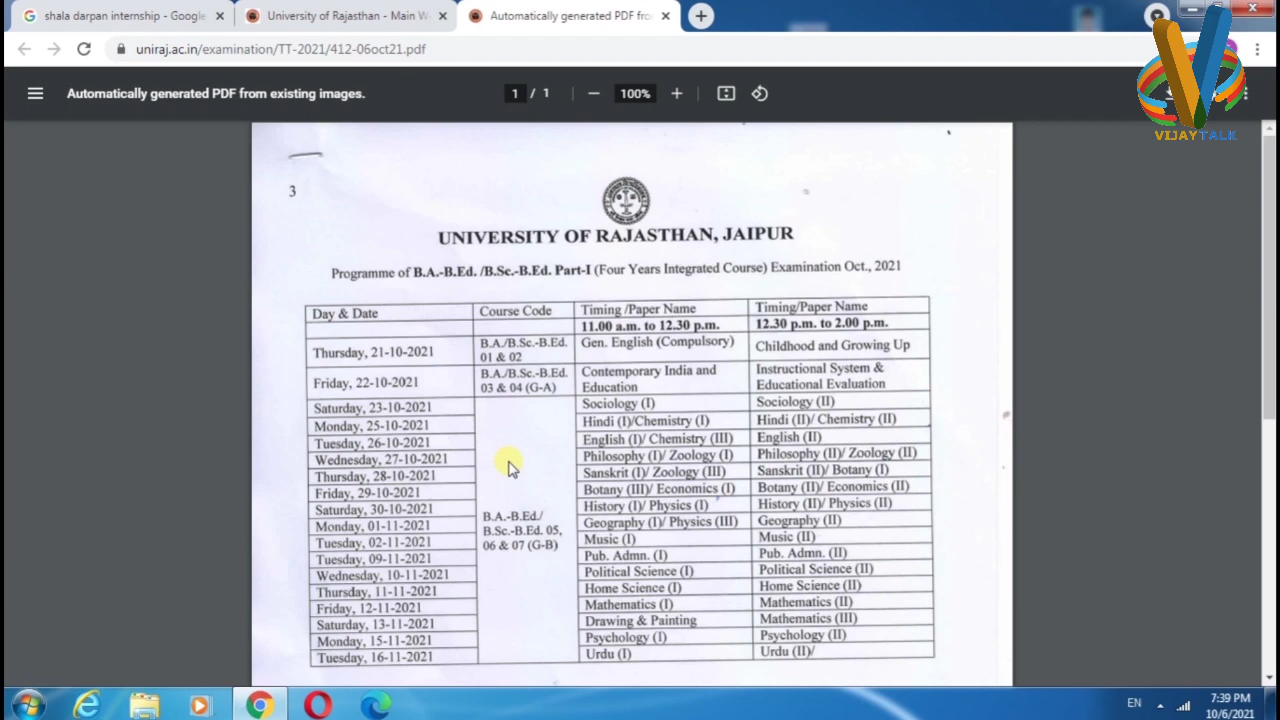 shala darpan internship - Google
University of Rajasthan - Main W
Automatically generated PDF fro
uniraj.ac.in/examination/TT-2021/412-06oct21.pdf
VIJAYTALK
Automatically generated PDF from existing images.
1 / 1
100%
3
UNIVERSITY OF RAJASTHAN, JAIPUR
Programme of B.A.-B.Ed. /B.Sc.-B.Ed. Part-I (Four Years Integrated Course) Examination Oct., 2021
Day & Date Course Code Timing /Paper Name Timing/Paper Name
11.00 a.m. to 12.30 p.m. 12.30 p.m. to 2.00 p.m.
Thursday, 21-10-2021 B.A./B.Sc.-B.Ed. 01 & 02 Gen. English (Compulsory) Childhood and Growing Up
Friday, 22-10-2021 B.A./B.Sc.-B.Ed. 03 & 04 (G-A) Contemporary India and Education Instructional System & Educational Evaluation
Saturday, 23-10-2021 Sociology (I) Sociology (II)
Monday, 25-10-2021 Hindi (I)/Chemistry (I) Hindi (II)/ Chemistry (II)
Tuesday, 26-10-2021 English (I)/ Chemistry (III) English (II)
Wednesday, 27-10-2021 Philosophy (I)/ Zoology (I) Philosophy (II)/ Zoology (II)
Thursday, 28-10-2021 Sanskrit (I)/ Zoology (III) Sanskrit (II)/ Botany (I)
Friday, 29-10-2021 Botany (III)/ Economics (I) Botany (II)/ Economics (II)
Saturday, 30-10-2021 History (I)/ Physics (I) History (II)/ Physics (II)
Monday, 01-11-2021 B.A.-B.Ed./ B.Sc.-B.Ed. 05, 06 & 07 (G-B) Geography (I)/ Physics (III) Geography (II)
Tuesday, 02-11-2021 Music (I) Music (II)
Tuesday, 09-11-2021 Pub. Admn. (I) Pub. Admn. (II)
Wednesday, 10-11-2021 Political Science (I) Political Science (II)
Thursday, 11-11-2021 Home Science (I) Home Science (II)
Friday, 12-11-2021 Mathematics (I) Mathematics (II)
Saturday, 13-11-2021 Drawing & Painting Mathematics (III)
Monday, 15-11-2021 Psychology (I) Psychology (II)
Tuesday, 16-11-2021 Urdu (I) Urdu (II)/
EN
7:39 PM
10/6/2021